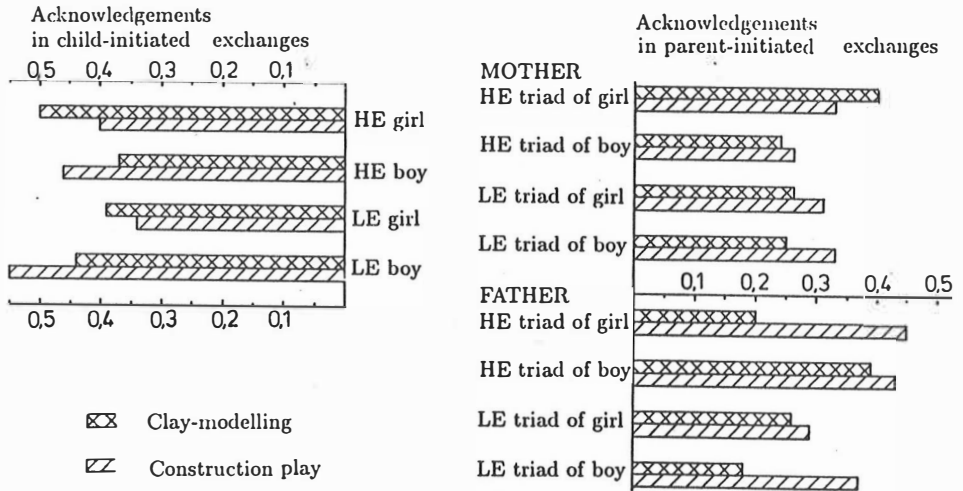 Acknowledgements
in child-initiated exchanges
0,5 0,4 0,3 0,2 0,1
HE girl
HE boy
LE girl
LE boy
0,5 0,4 0,3 0,2 0,1
Clay-modelling
Construction play
Acknowledgements
in parent-initiated exchanges
MOTHER
HE triad of girl
HE triad of boy
LE triad of girl
LE triad of boy
0,1 0,2 0,3 0,4 0,5
FATHER
HE triad of girl
HE triad of boy
LE triad of girl
LE triad of boy